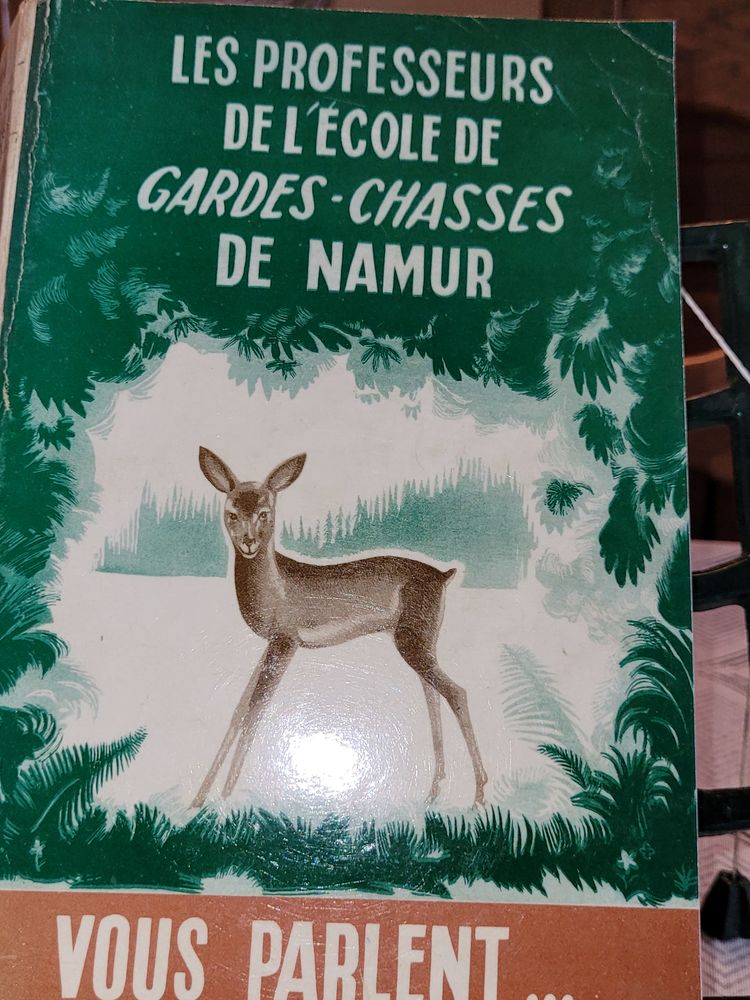 LES PROFESSEURS
DE L'ÉCOLE DE
GARDES-CHASSES
DE NAMUR
VOUS PARLENT...